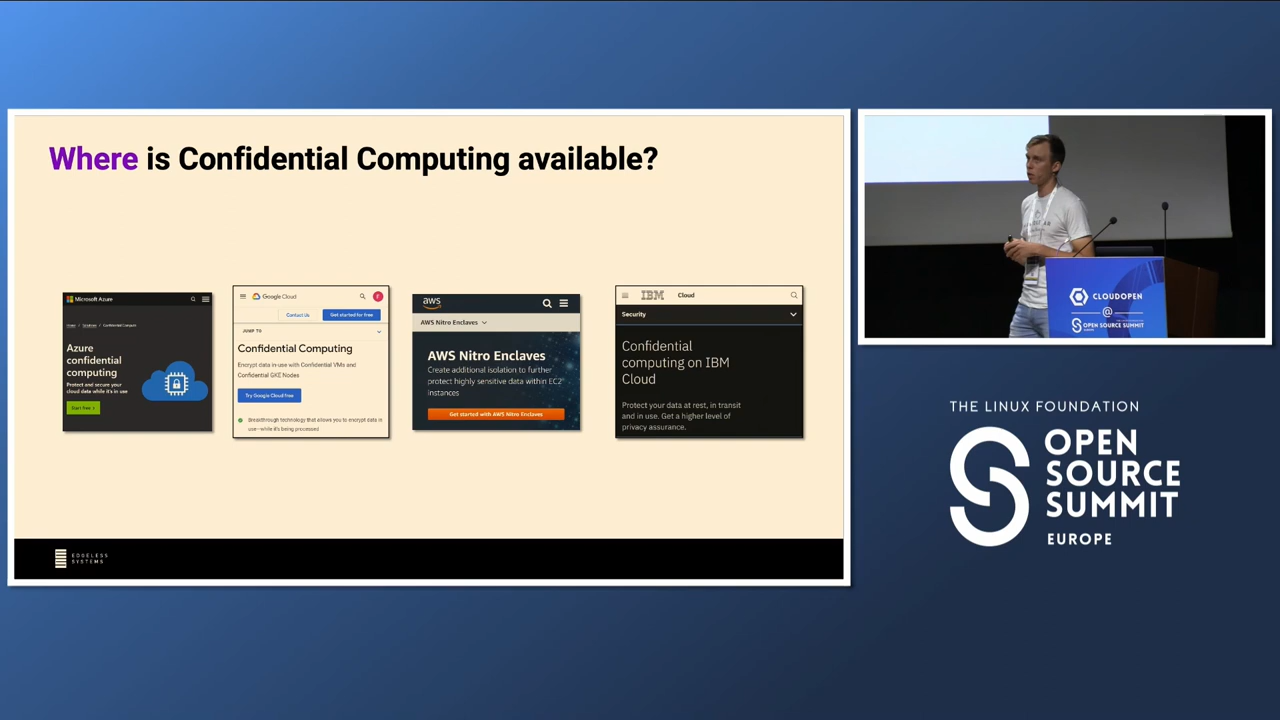 Where is Confidential Computing available?
Microsoft Azure
Home / Solutions / Confidential Compute
Azure
confidential
computing
Protect and secure your
cloud data while it's in use
Start free >
Google Cloud
Contact Us
Get started for free
JUMP TO
Confidential Computing
Encrypt data in-use with Confidential VMs and
Confidential GKE Nodes
Try Google Cloud free
Breakthrough technology that allows you to encrypt data in
use—while it's being processed
aws
AWS Nitro Enclaves
AWS Nitro Enclaves
Create additional isolation to further
protect highly sensitive data within EC2
instances
Get started with AWS Nitro Enclaves
IBM Cloud
Security
Confidential
computing on IBM
Cloud
Protect your data at rest, in transit
and in use. Get a higher level of
privacy assurance.
EDGELESS
SYSTEMS
CLOUDOPEN
@
OPEN SOURCE SUMMIT
THE LINUX FOUNDATION
OPEN
SOURCE
SUMMIT
EUROPE